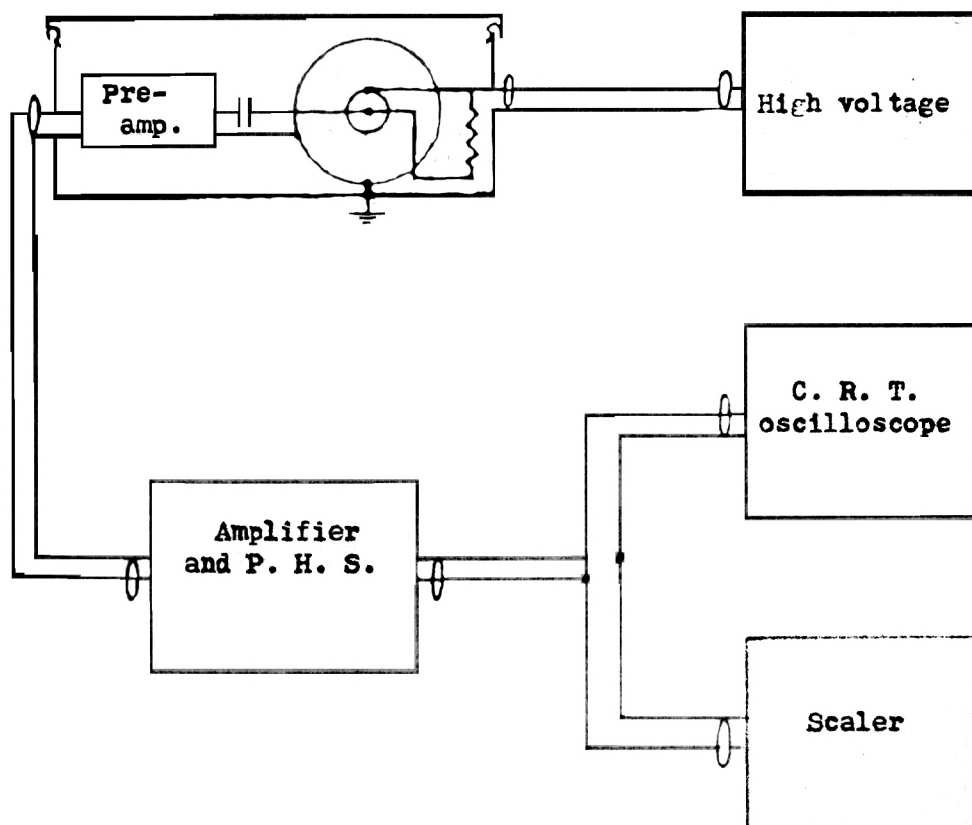 Pre-
amp.
High voltage
C. R. T.
oscilloscope
Amplifier
and P. H. S.
Scaler